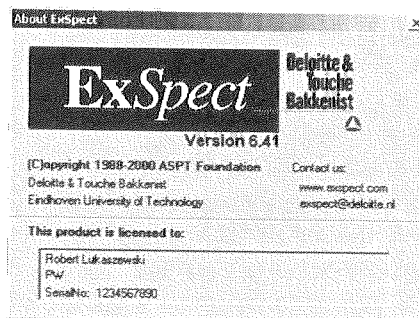 About ExSpect
ExSpect
Deloitte &
Touche
Bakkenist
Version 6.41
(C)opyright 1988-2000 ASPT Foundation
Deloitte & Touche Bakkenist
Eindhoven University of Technology
Contact us:
www.exspect.com
exspect@deloitte.nl
This product is licensed to:
Robert Lukaszewski
PW
SerialNo: 1234567890